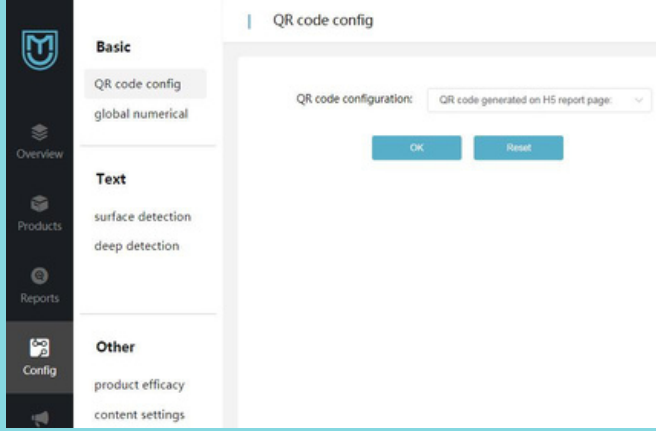 Overview
Products
Reports
Config
Basic
QR code config
global numerical
Text
surface detection
deep detection
Other
product efficacy
content settings
QR code config
QR code configuration:
QR code generated on H5 report page:
OK
Reset